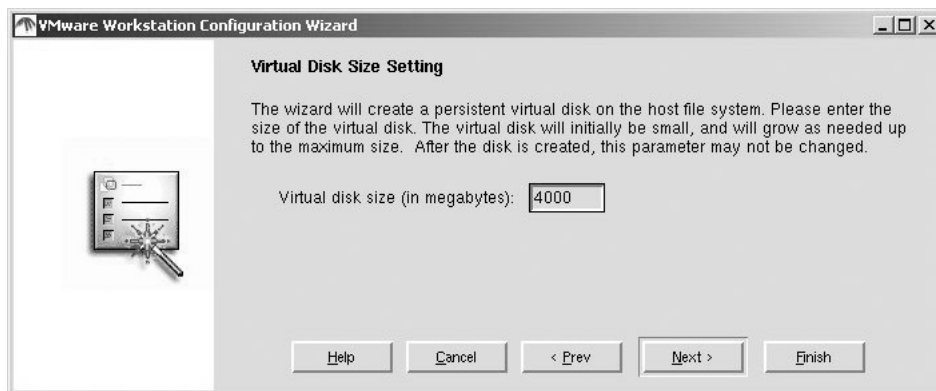 VMware Workstation Configuration Wizard
Virtual Disk Size Setting
The wizard will create a persistent virtual disk on the host file system. Please enter the
size of the virtual disk. The virtual disk will initially be small, and will grow as needed up
to the maximum size.  After the disk is created, this parameter may not be changed.
Virtual disk size (in megabytes): 4000
Help Cancel < Prev Next > Finish